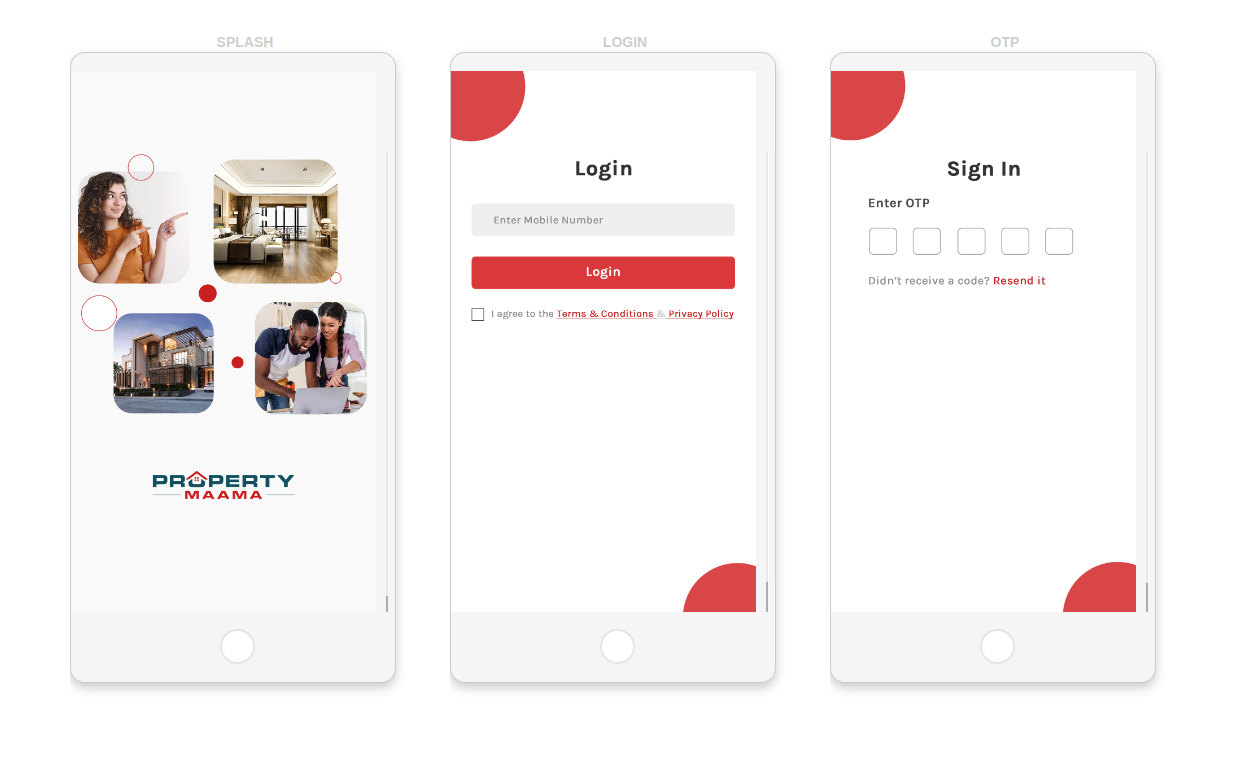 SPLASH
PROPERTY
MAAMA
LOGIN
Login
Enter Mobile Number
Login
I agree to the Terms & Conditions & Privacy Policy
OTP
Sign In
Enter OTP
Didn't receive a code? Resend it